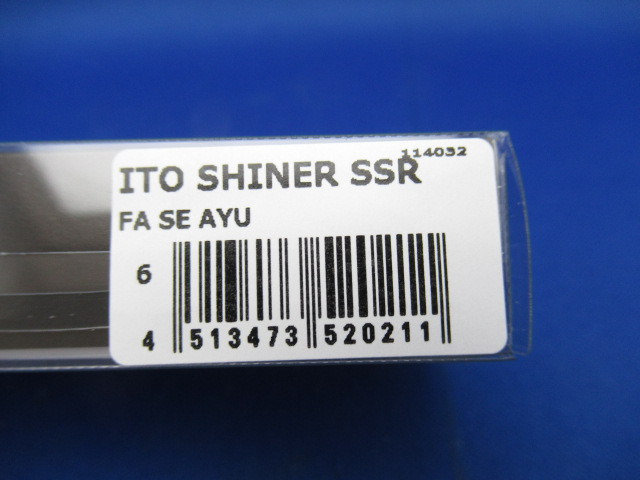 114032
ITO SHINER SSR
FA SE AYU
6
4 513473 520211